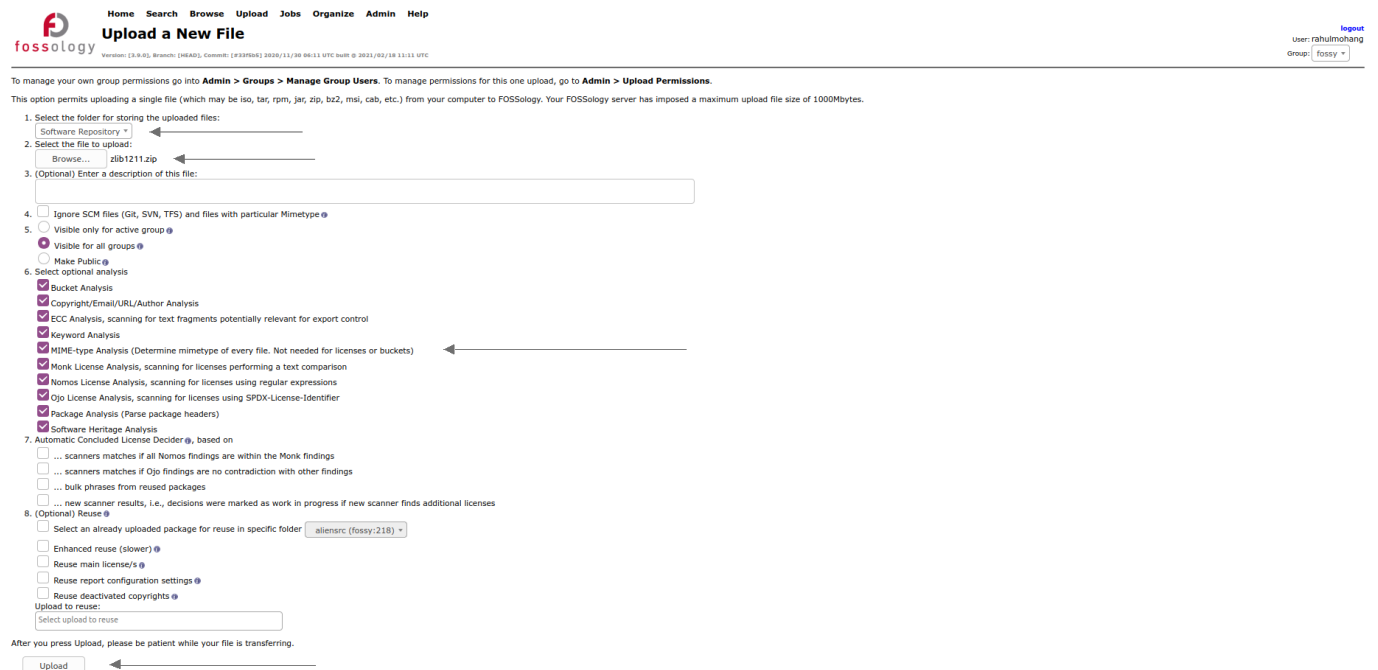 Home Search Browse Upload Jobs Organize Admin Help
fossology
Upload a New File
Version: [3.9.0], Branch: [HEAD], Commit: [#33f5b5] 2020/11/30 06:11 UTC built @ 2021/02/18 11:11 UTC
logout
User: rahulmohang
Group: fossy
To manage your own group permissions go into Admin > Groups > Manage Group Users. To manage permissions for this one upload, go to Admin > Upload Permissions.
This option permits uploading a single file (which may be iso, tar, rpm, jar, zip, bz2, msi, cab, etc.) from your computer to FOSSology. Your FOSSology server has imposed a maximum upload file size of 1000Mbytes.
1. Select the folder for storing the uploaded files:
Software Repository
2. Select the file to upload:
Browse... zlib1211.zip
3. (Optional) Enter a description of this file:
4. Ignore SCM files (Git, SVN, TFS) and files with particular Mimetype
5. Visible only for active group
Visible for all groups
Make Public
6. Select optional analysis
Bucket Analysis
Copyright/Email/URL/Author Analysis
ECC Analysis, scanning for text fragments potentially relevant for export control
Keyword Analysis
MIME-type Analysis (Determine mimetype of every file. Not needed for licenses or buckets)
Monk License Analysis, scanning for licenses performing a text comparison
Nomos License Analysis, scanning for licenses using regular expressions
Ojo License Analysis, scanning for licenses using SPDX-License-Identifier
Package Analysis (Parse package headers)
Software Heritage Analysis
7. Automatic Concluded License Decider, based on
... scanners matches if all Nomos findings are within the Monk findings
... scanners matches if Ojo findings are no contradiction with other findings
... bulk phrases from reused packages
... new scanner results, i.e., decisions were marked as work in progress if new scanner finds additional licenses
8. (Optional) Reuse
Select an already uploaded package for reuse in specific folder aliensrc (fossy:218)
Enhanced reuse (slower)
Reuse main license/s
Reuse report configuration settings
Reuse deactivated copyrights
Upload to reuse:
Select upload to reuse
After you press Upload, please be patient while your file is transferring.
Upload